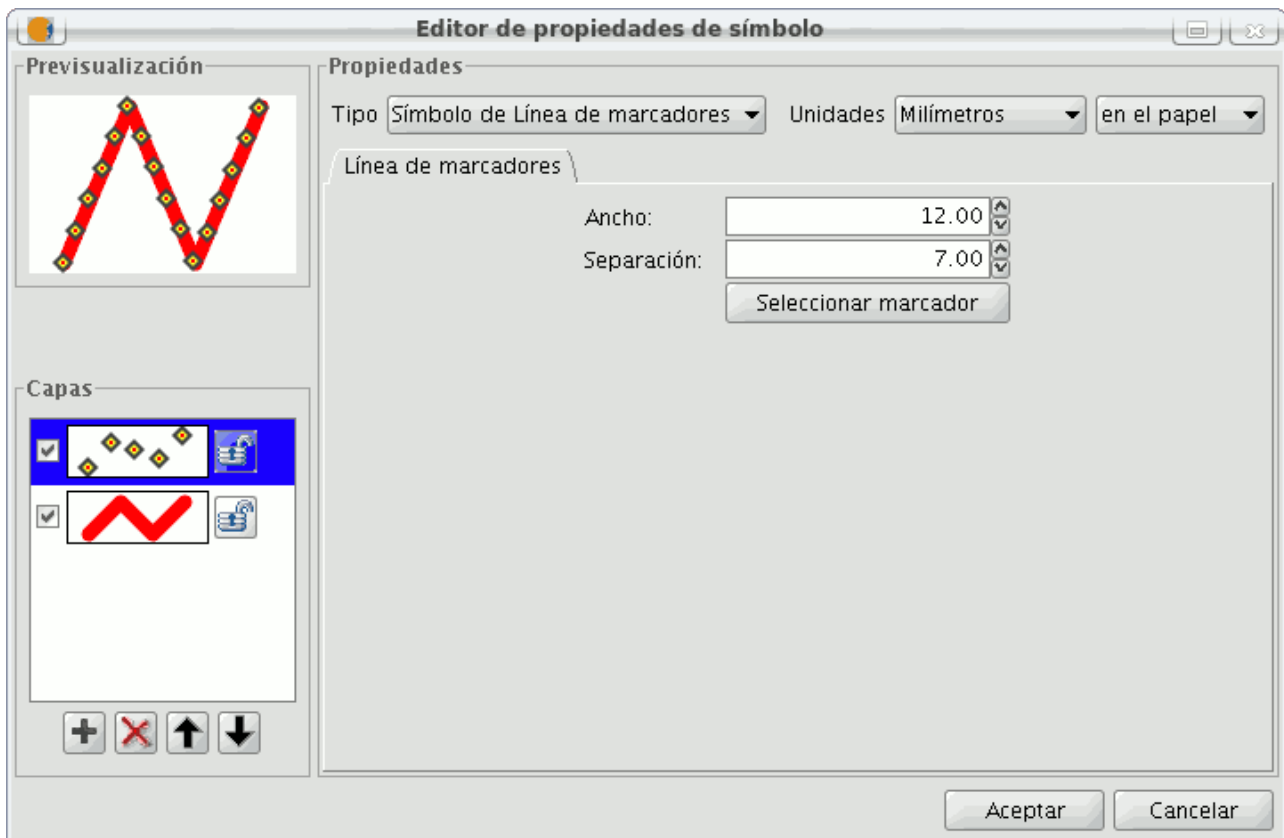 Editor de propiedades de símbolo
Previsualización
Propiedades
Tipo Símbolo de Línea de marcadores Unidades Milímetros en el papel
Línea de marcadores
Ancho: 12.00
Separación: 7.00
Seleccionar marcador
Capas
Aceptar Cancelar